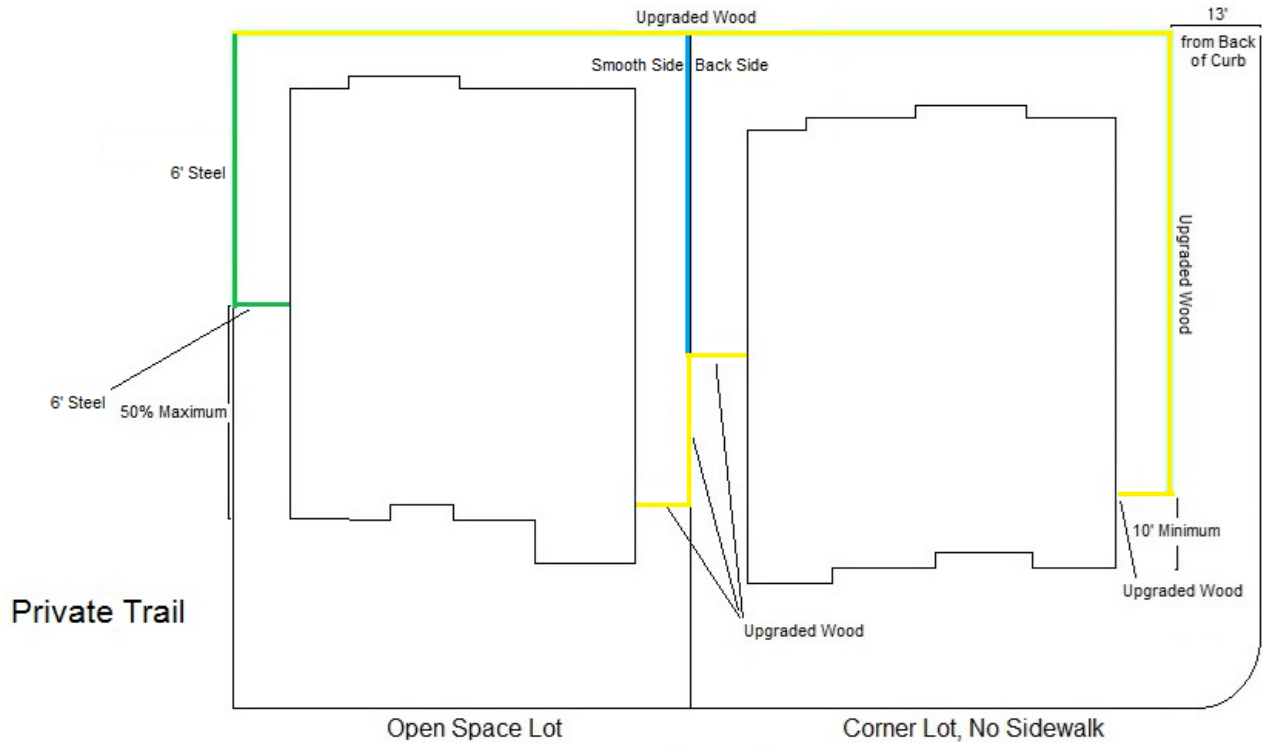 Upgraded Wood
13'
from Back
of Curb
Smooth Side
Back Side
6' Steel
Upgraded Wood
6' Steel
50% Maximum
10' Minimum
Upgraded Wood
Private Trail
Upgraded Wood
Open Space Lot
Corner Lot, No Sidewalk